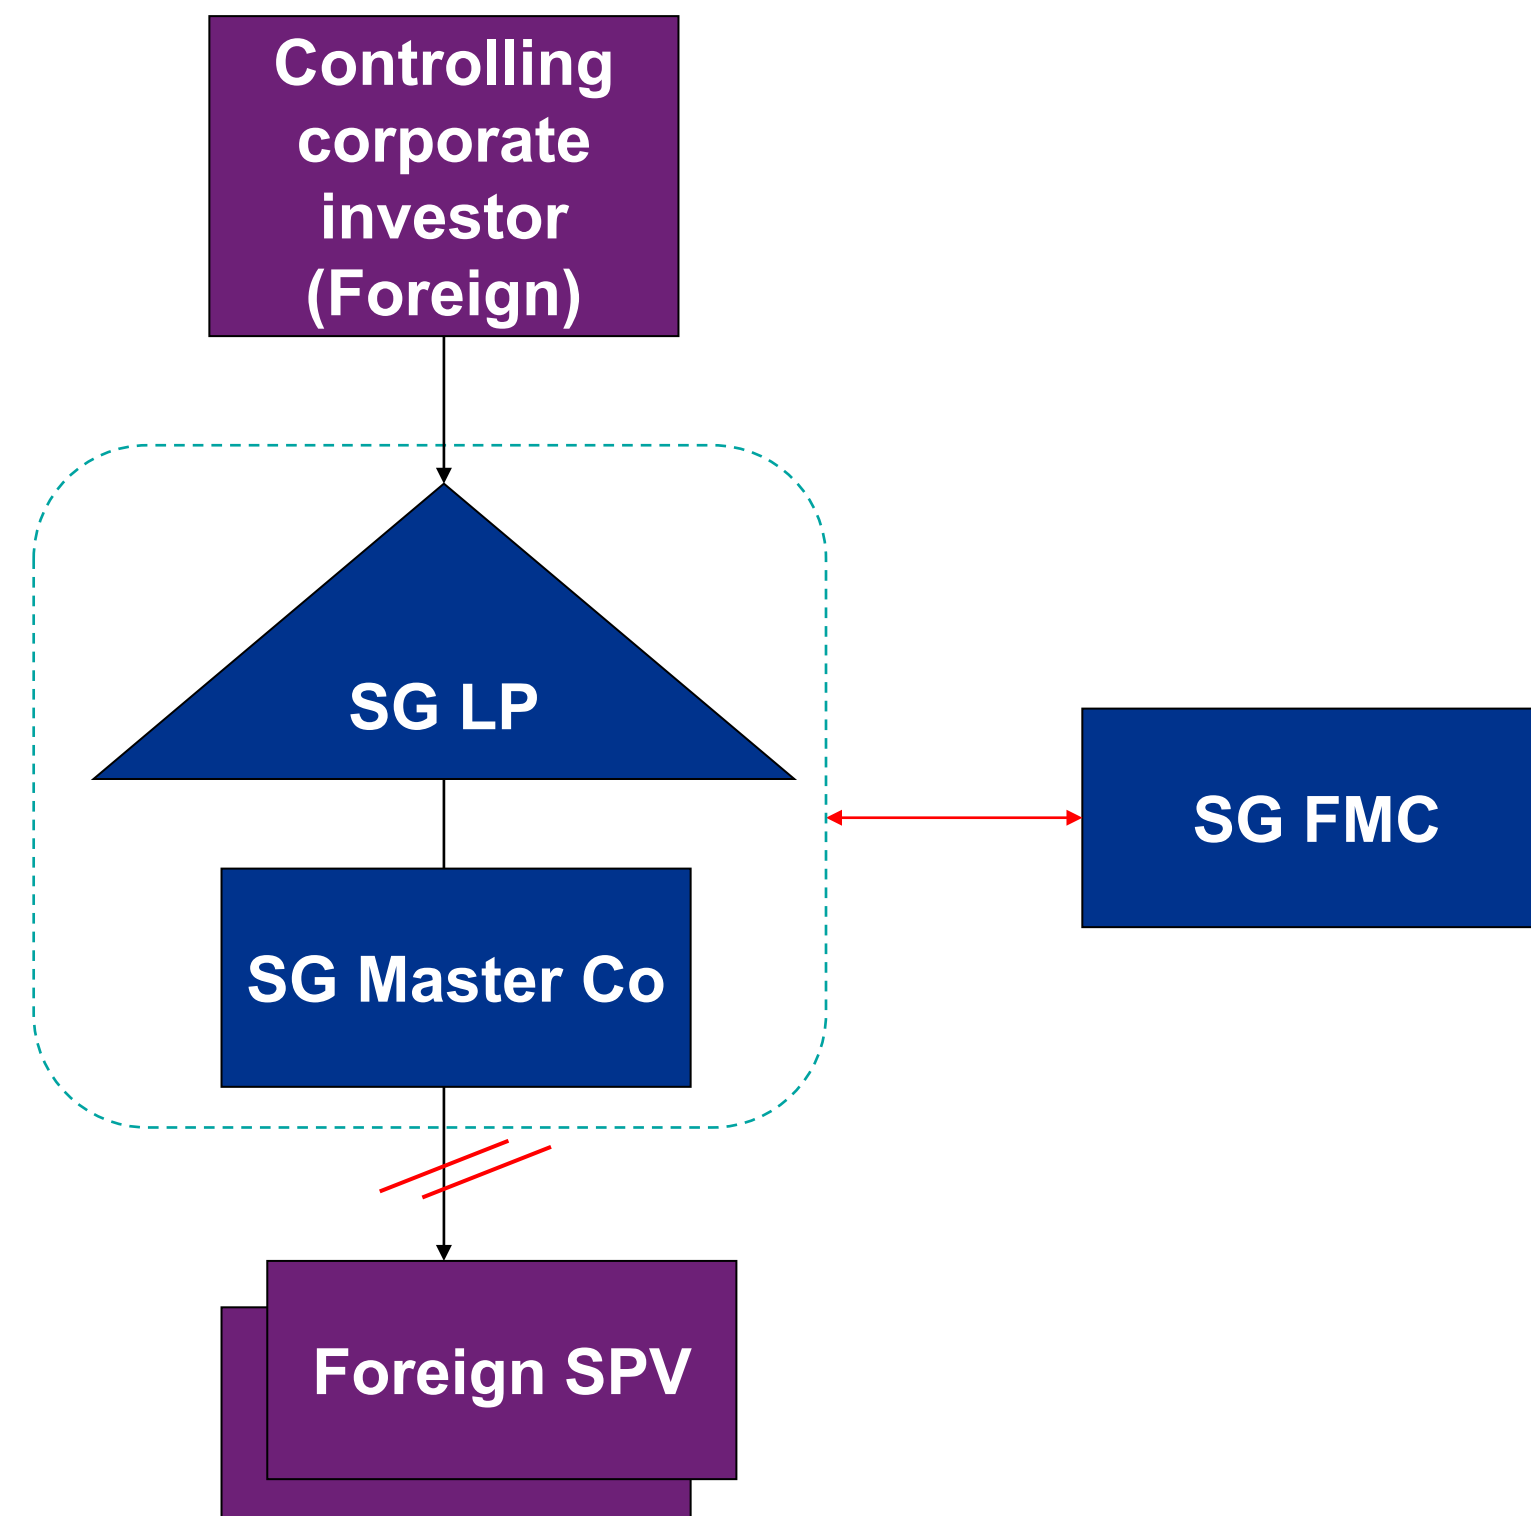 Controlling
corporate
investor
(Foreign)
SG LP
SG FMC
SG Master Co
Foreign SPV